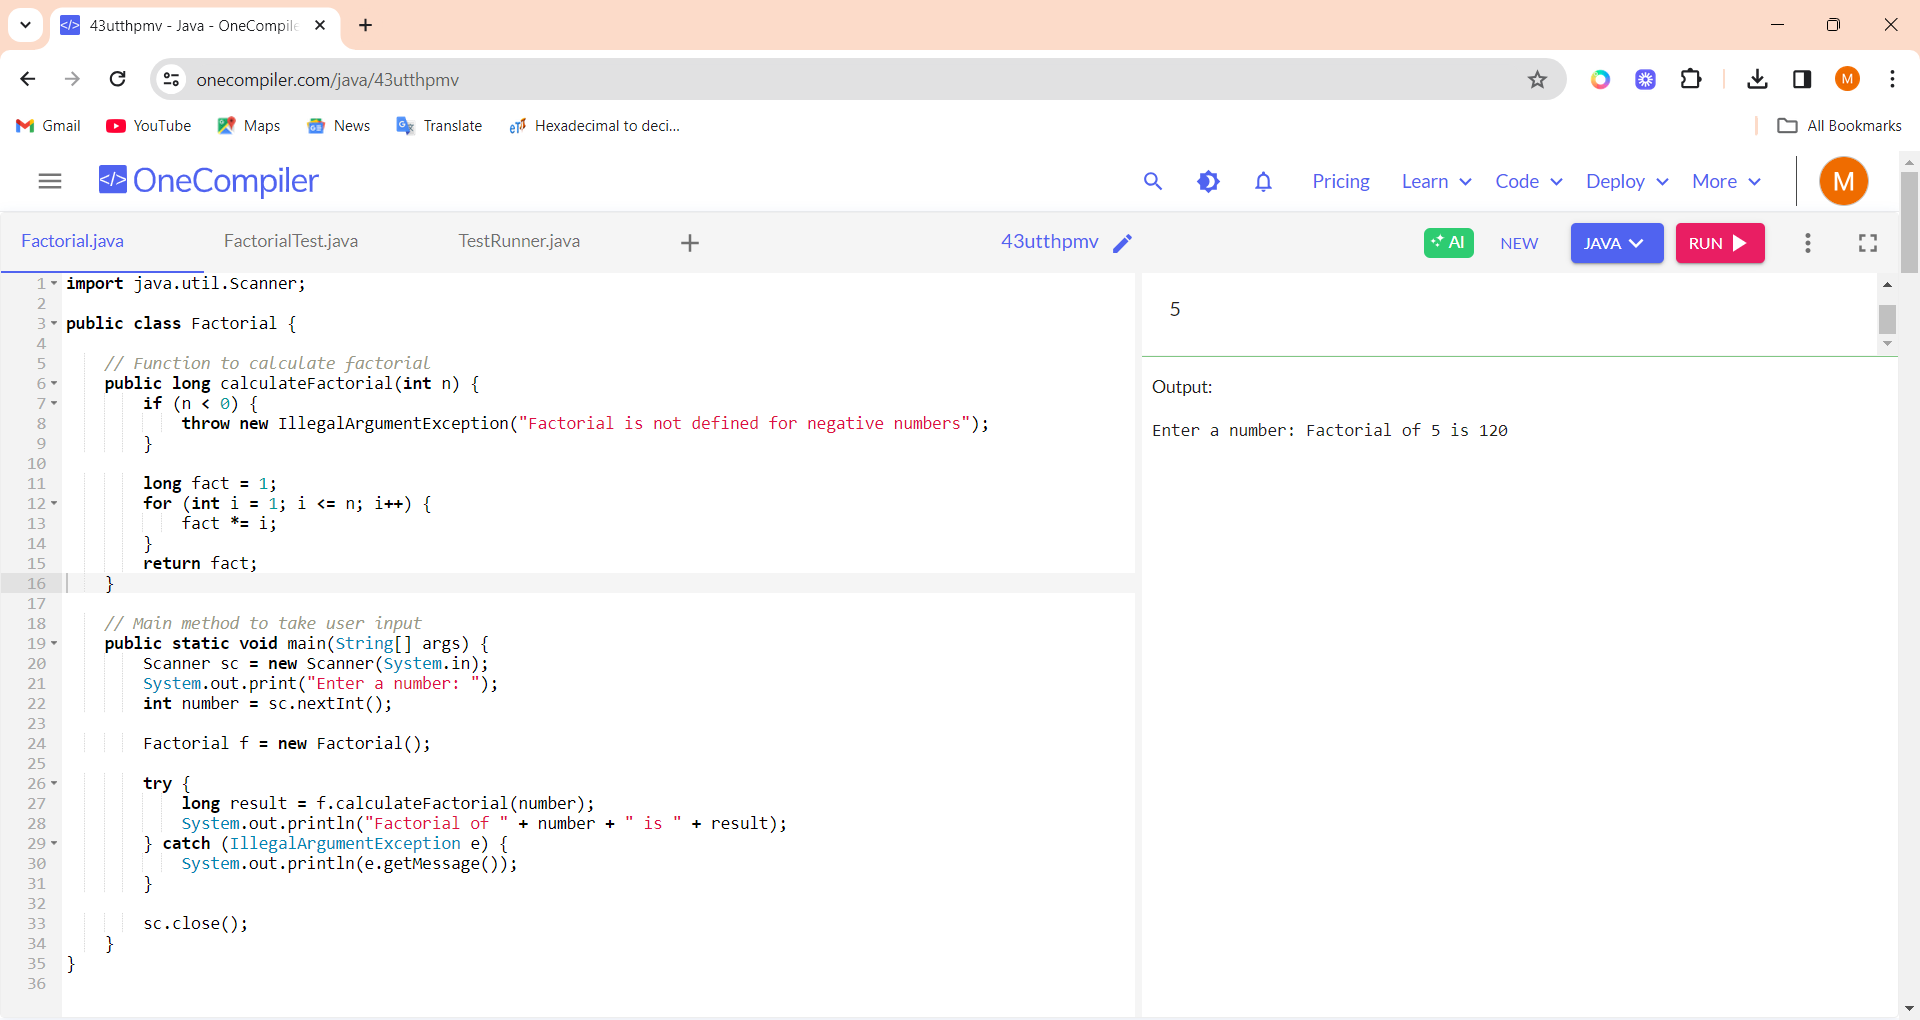 43utthpmv - Java - OneCompile
onecompiler.com/java/43utthpmv
M
Gmail YouTube Maps News Translate Hexadecimal to deci... All Bookmarks
</> OneCompiler Pricing Learn Code Deploy More M
Factorial.java FactorialTest.java TestRunner.java + 43utthpmv AI NEW JAVA RUN
1 import java.util.Scanner;
2
3 public class Factorial {
4
5     // Function to calculate factorial
6     public long calculateFactorial(int n) {
7         if (n < 0) {
8             throw new IllegalArgumentException("Factorial is not defined for negative numbers");
9         }
10
11         long fact = 1;
12         for (int i = 1; i <= n; i++) {
13             fact *= i;
14         }
15         return fact;
16     }
17
18     // Main method to take user input
19     public static void main(String[] args) {
20         Scanner sc = new Scanner(System.in);
21         System.out.print("Enter a number: ");
22         int number = sc.nextInt();
23
24         Factorial f = new Factorial();
25
26         try {
27             long result = f.calculateFactorial(number);
28             System.out.println("Factorial of " + number + " is " + result);
29         } catch (IllegalArgumentException e) {
30             System.out.println(e.getMessage());
31         }
32
33         sc.close();
34     }
35 }
36
5
Output:
Enter a number: Factorial of 5 is 120